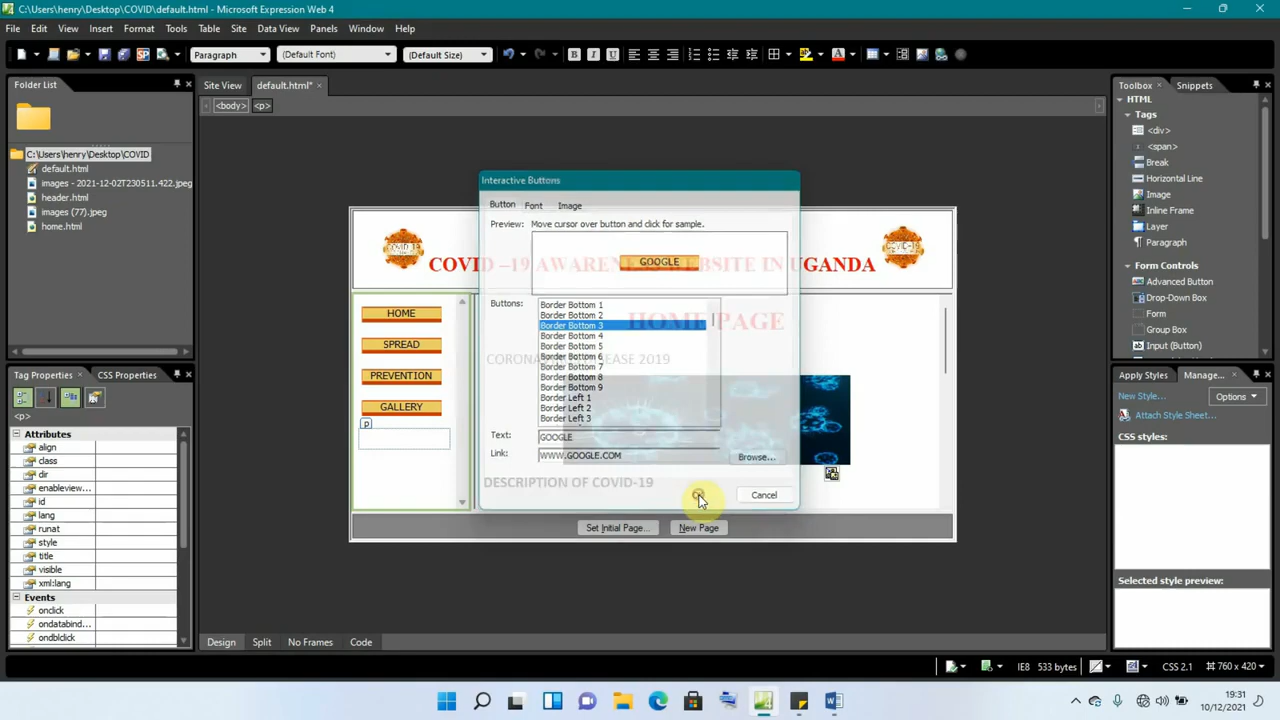 C:\Users\henry\Desktop\COVID\default.html - Microsoft Expression Web 4
File Edit View Insert Format Tools Table Site Data View Panels Window Help
Paragraph (Default Font) (Default Size) B I U A
Folder List
C:\Users\henry\Desktop\COVID
default.html
images - 2021-12-02T230511.422.jpeg
header.html
images (77).jpeg
home.html
Tag Properties CSS Properties
<p>
Attributes
align
class
dir
enableview...
id
lang
runat
style
title
visible
xml:lang
Events
onclick
ondatabind...
ondblclick
Site View default.html*
<body> <p>
COVID –19 AWARENESS WEBSITE IN UGANDA
HOME
SPREAD
PREVENTION
GALLERY
p
HOME PAGE
DESCRIPTION OF COVID-19
Interactive Buttons
Button Font Image
Preview: Move cursor over button and click for sample.
GOOGLE
Buttons:
Border Bottom 1
Border Bottom 2
Border Bottom 3
Border Bottom 4
Border Bottom 5
Border Bottom 6
Border Bottom 7
Border Bottom 8
Border Bottom 9
Border Left 1
Border Left 2
Border Left 3
Text: GOOGLE
Link: WWW.GOOGLE.COM Browse...
Cancel
Set Initial Page... New Page
Design Split No Frames Code
Toolbox Snippets
HTML
Tags
<div>
<span>
Break
Horizontal Line
Image
Inline Frame
Layer
Paragraph
Form Controls
Advanced Button
Drop-Down Box
Form
Group Box
Input (Button)
Apply Styles Manage...
New Style... Options
Attach Style Sheet...
CSS styles:
Selected style preview:
IE8 533 bytes CSS 2.1 760 x 420
19:31
10/12/2021